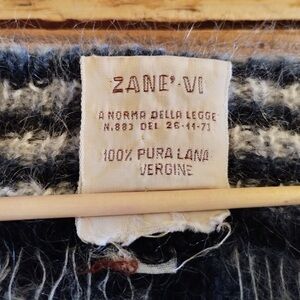 ZANE'·VI
A NORMA DELLA LEGGE
N.883 DEL 26-11-73
100% PURA LANA
VERGINE